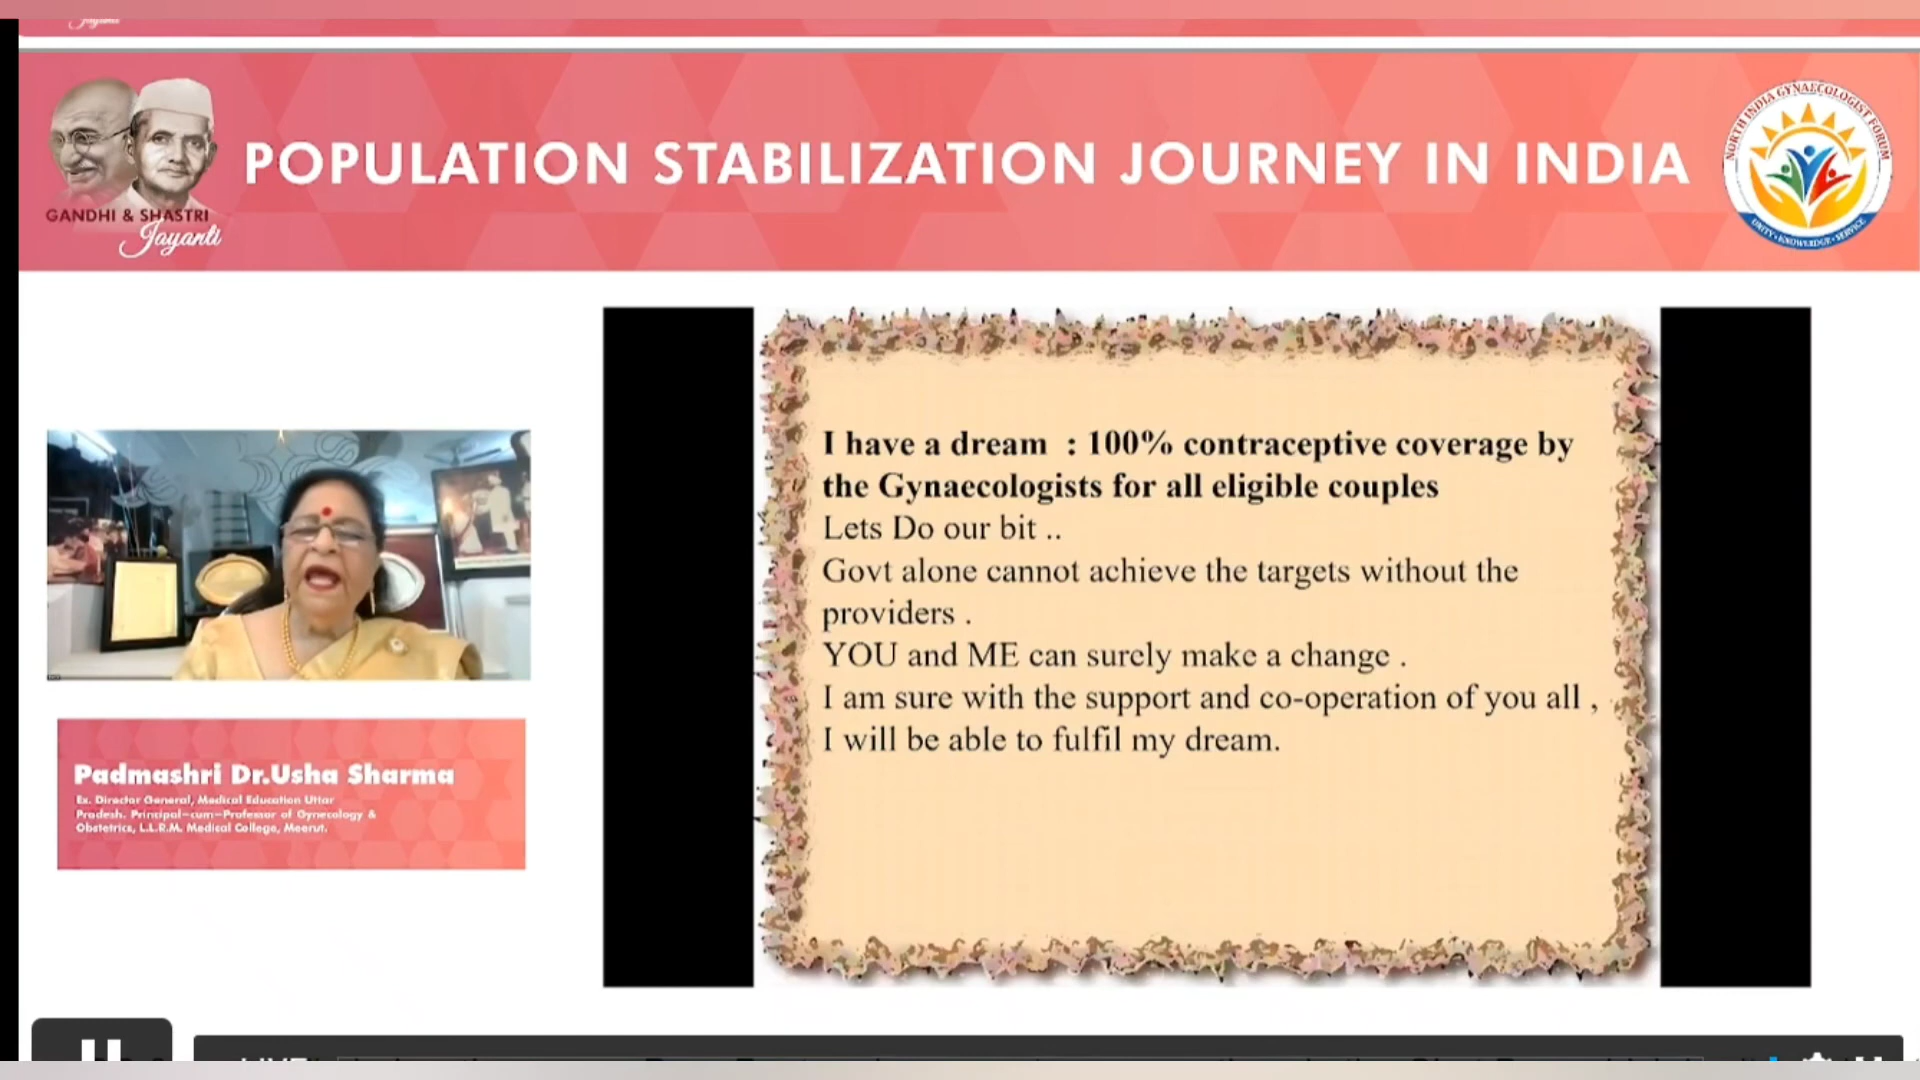 GANDHI & SHASTRI
Jayanti
POPULATION STABILIZATION JOURNEY IN INDIA
NORTH INDIA GYNAECOLOGIST FORUM
UNITY • KNOWLEDGE • SERVICE
I have a dream : 100% contraceptive coverage by
the Gynaecologists for all eligible couples
Lets Do our bit ..
Govt alone cannot achieve the targets without the
providers .
YOU and ME can surely make a change .
I am sure with the support and co-operation of you all ,
I will be able to fulfil my dream.
Padmashri Dr.Usha Sharma
Ex. Director General, Medical Education Uttar
Pradesh. Principal-cum-Professor of Gynecology &
Obstetrics, L.L.R.M. Medical College, Meerut.